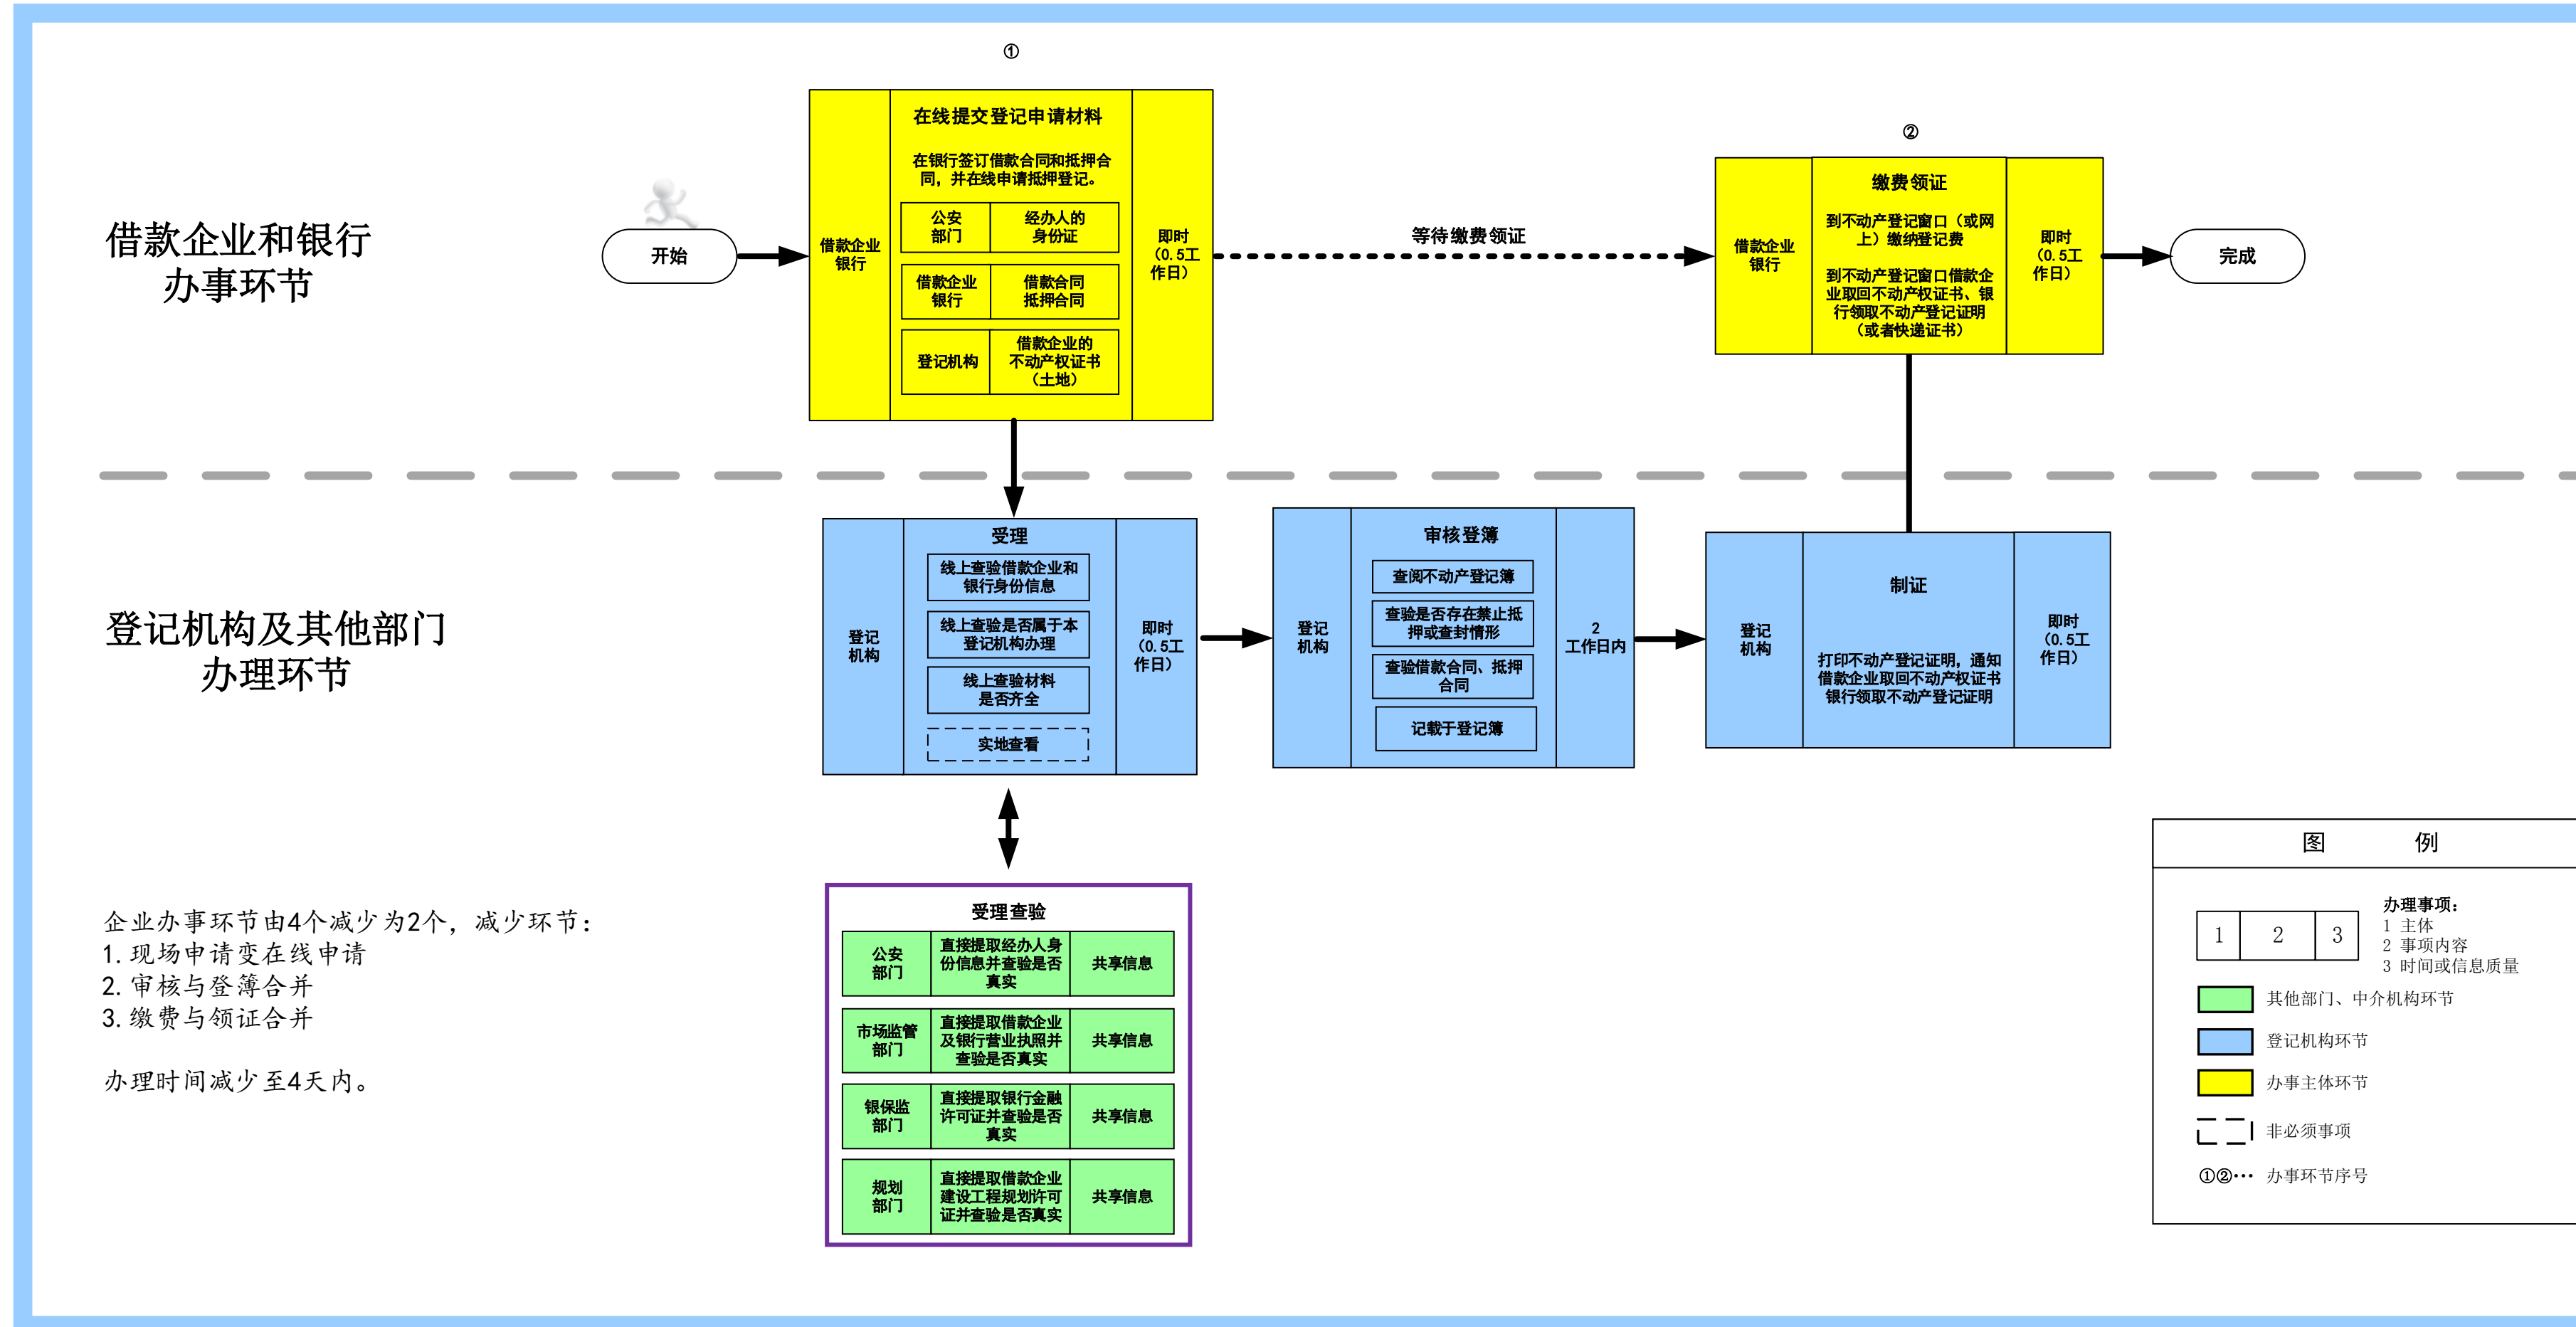 ①
在线提交登记申请材料
在银行签订借款合同和抵押合
同，并在线申请抵押登记。
借款企业
银行
公安
部门
经办人的
身份证
借款企业
银行
借款合同
抵押合同
登记机构
借款企业的
不动产权证书
（土地）
即时
（0.5工
作日）
借款企业和银行
办事环节
开始
等待缴费领证
②
借款企业
银行
缴费领证
到不动产登记窗口（或网
上）缴纳登记费
到不动产登记窗口借款企
业取回不动产权证书、银
行领取不动产登记证明
（或者快递证书）
即时
（0.5工
作日）
完成
登记机构及其他部门
办理环节
登记
机构
受理
线上查验借款企业和
银行身份信息
线上查验是否属于本
登记机构办理
线上查验材料
是否齐全
实地查看
即时
（0.5工
作日）
登记
机构
审核登簿
查阅不动产登记簿
查验是否存在禁止抵
押或查封情形
查验借款合同、抵押
合同
记载于登记簿
2
工作日内
登记
机构
制证
打印不动产登记证明，通知
借款企业取回不动产权证书
银行领取不动产登记证明
即时
（0.5工
作日）
企业办事环节由4个减少为2个，减少环节：
1.现场申请变在线申请
2.审核与登簿合并
3.缴费与领证合并
办理时间减少至4天内。
受理查验
公安
部门
直接提取经办人身
份信息并查验是否
真实
共享信息
市场监管
部门
直接提取借款企业
及银行营业执照并
查验是否真实
共享信息
银保监
部门
直接提取银行金融
许可证并查验是否
真实
共享信息
规划
部门
直接提取借款企业
建设工程规划许可
证并查验是否真实
共享信息
图 例
1 2 3
办理事项：
1 主体
2 事项内容
3 时间或信息质量
其他部门、中介机构环节
登记机构环节
办事主体环节
非必须事项
①②… 办事环节序号